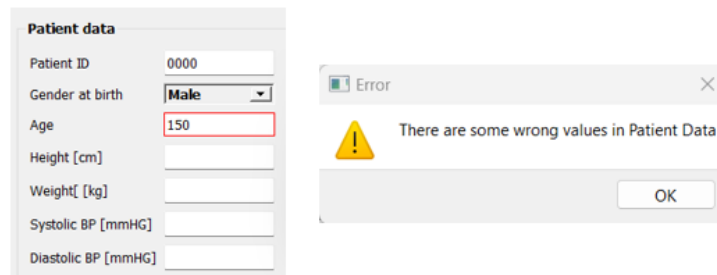 Patient data
Patient ID 0000
Gender at birth Male
Age 150
Height [cm]
Weight[ [kg]
Systolic BP [mmHG]
Diastolic BP [mmHG]
Error
There are some wrong values in Patient Data
OK